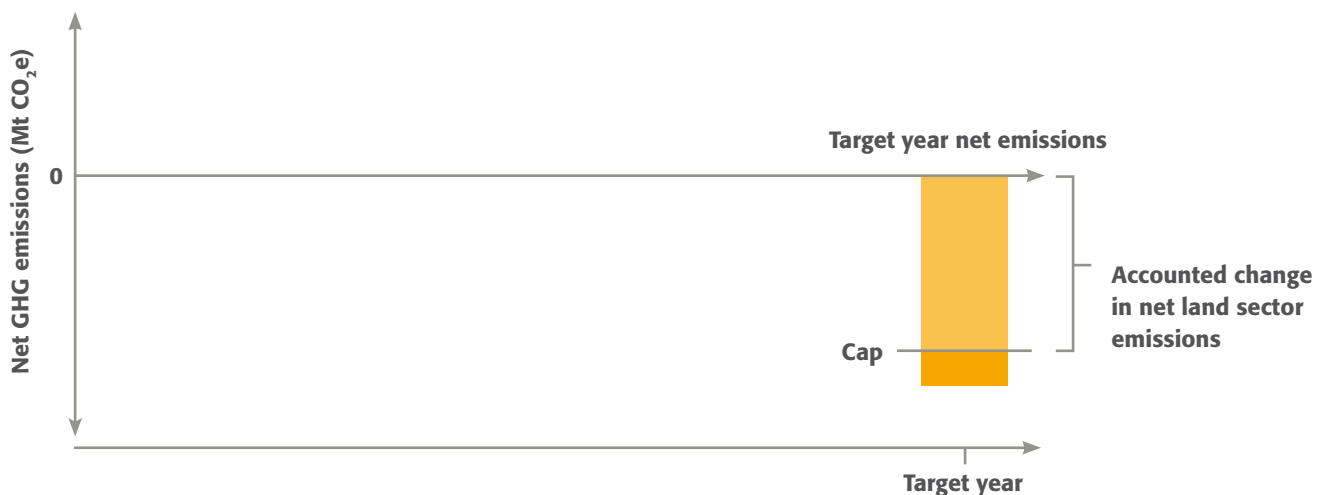 Net GHG emissions (Mt CO₂e)
Target year net emissions
0
Accounted change
in net land sector
emissions
Cap
Target year